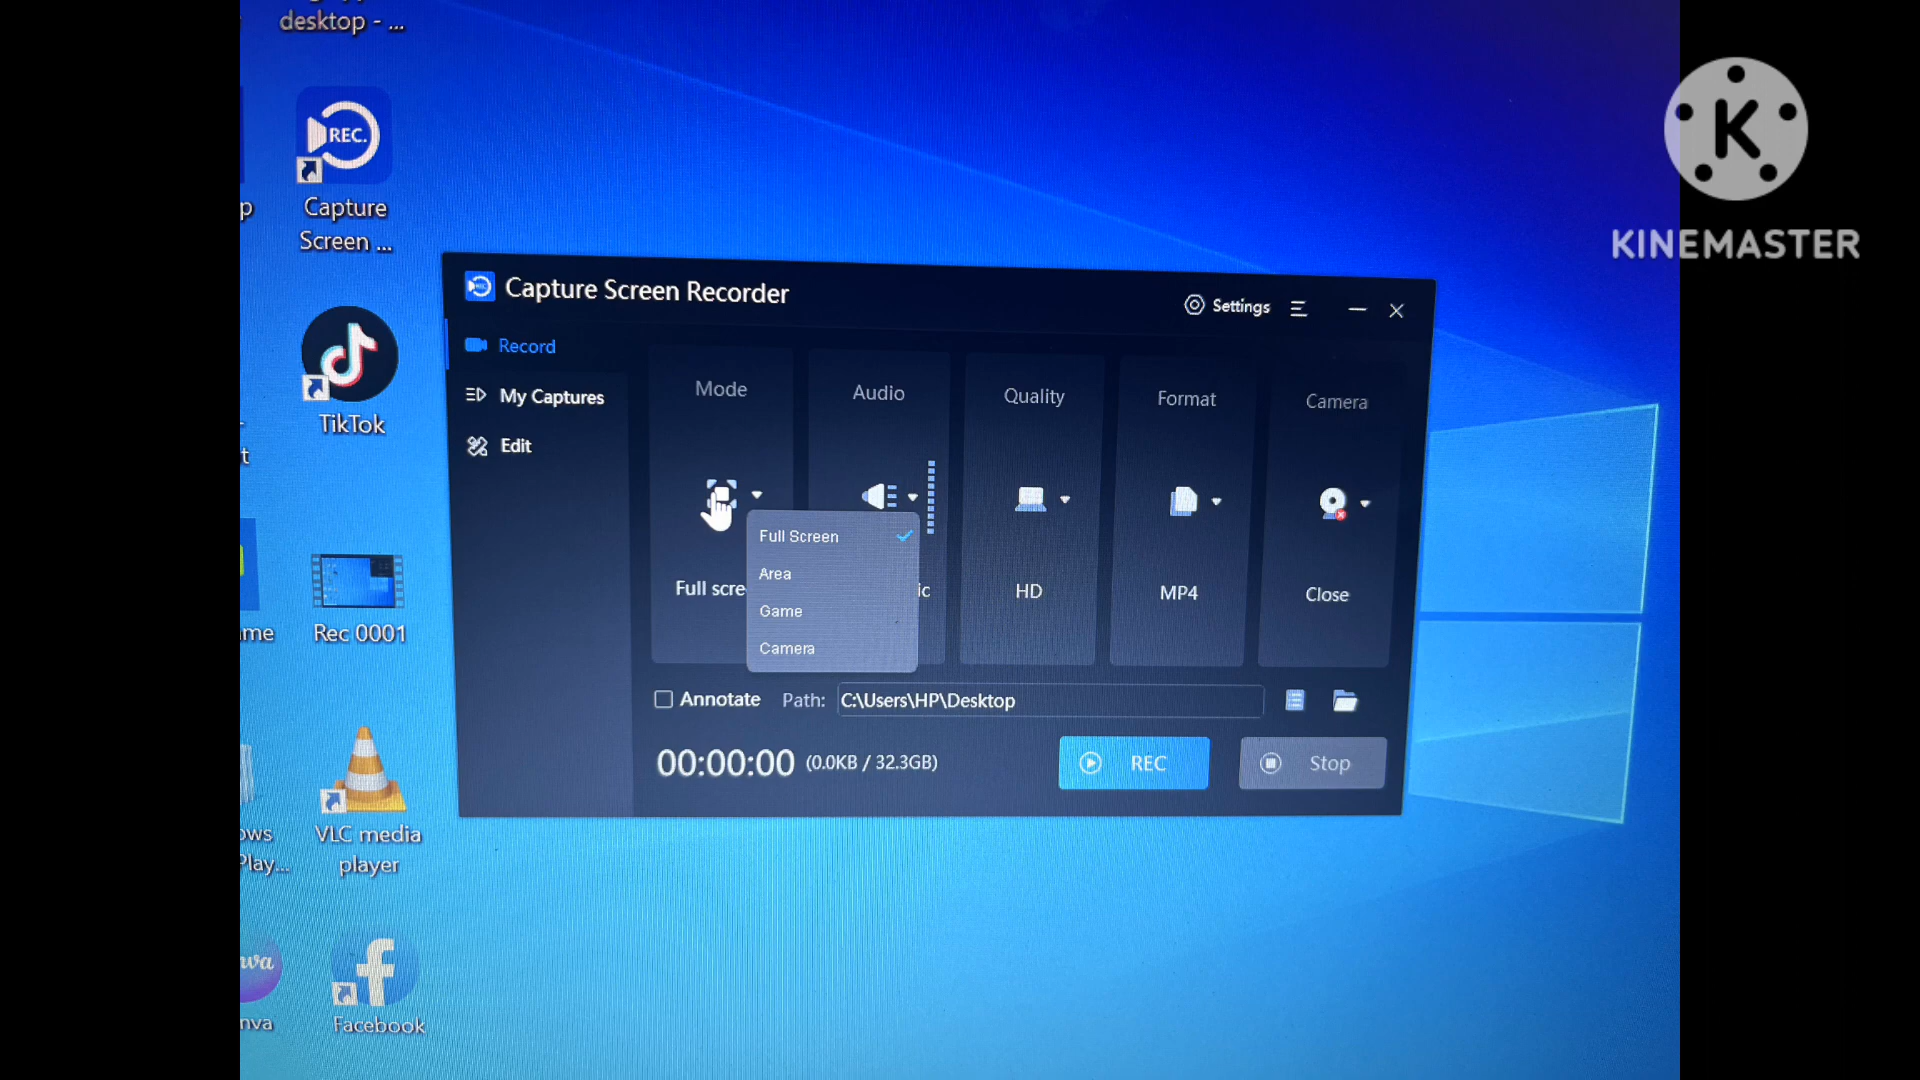 desktop - ...
REC.
Capture
Screen ...
TikTok
Rec 0001
VLC media
player
Play...
Facebook
KINEMASTER
Capture Screen Recorder
Settings
Record
My Captures
Edit
Mode
Audio
Quality
Format
Camera
Full scre
ic
HD
MP4
Close
Full Screen
Area
Game
Camera
Annotate
Path:
C:\Users\HP\Desktop
00:00:00
(0.0KB / 32.3GB)
REC
Stop